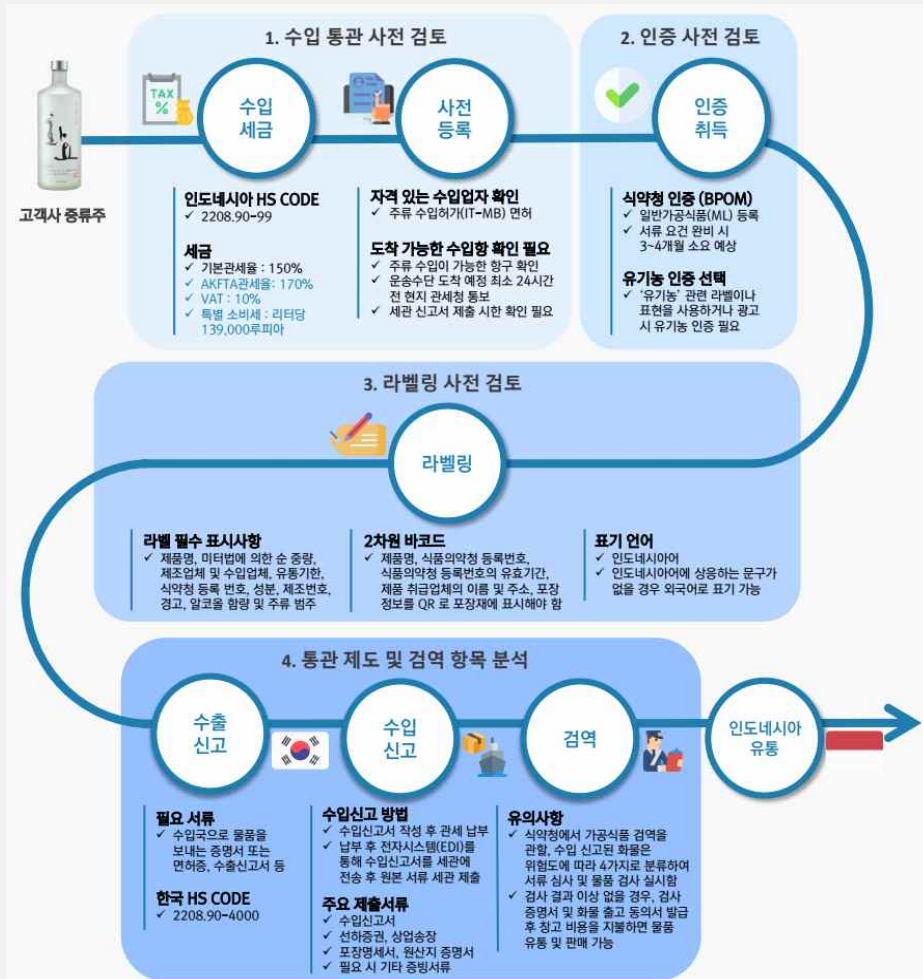 1. 수입 통관 사전 검토
2. 인증 사전 검토
TAX
%
수입
세금
사전
등록
인증
취득
고객사 증류주
인도네시아 HS CODE
✓ 2208.90-99
세금
✓ 기본관세율 : 150%
✓ AKFTA관세율: 170%
✓ VAT : 10%
✓ 특별 소비세 : 리터당
139,000루피아
자격 있는 수입업자 확인
✓ 주류 수입허가(IT-MB) 면허
도착 가능한 수입항 확인 필요
✓ 주류 수입이 가능한 항구 확인
✓ 운송수단 도착 예정 최소 24시간
전 현지 관세청 통보
✓ 세관 신고서 제출 시한 확인 필요
식약청 인증 (BPOM)
✓ 일반가공식품(ML) 등록
✓ 서류 요건 완비 시
3~4개월 소요 예상
유기농 인증 선택
✓ ‘유기농’ 관련 라벨이나
표현을 사용하거나 광고
시 유기농 인증 필요
3. 라벨링 사전 검토
라벨링
라벨 필수 표시사항
✓ 제품명, 미터법에 의한 순 중량,
제조업체 및 수입업체, 유통기한,
식약청 등록 번호, 성분, 제조번호,
경고, 알코올 함량 및 주류 범주
2차원 바코드
✓ 제품명, 식품의약청 등록번호,
식품의약청 등록번호의 유효기간,
제품 취급업체의 이름 및 주소, 포장
정보를 QR 로 포장재에 표시해야 함
표기 언어
✓ 인도네시아어
✓ 인도네시아어에 상응하는 문구가
없을 경우 외국어로 표기 가능
4. 통관 제도 및 검역 항목 분석
수출
신고
수입
신고
검역
인도네시아
유통
필요 서류
✓ 수입국으로 물품을
보내는 증명서 또는
면허증, 수출신고서 등
한국 HS CODE
✓ 2208.90-4000
수입신고 방법
✓ 수입신고서 작성 후 관세 납부
✓ 납부 후 전자시스템(EDI)를
통해 수입신고서를 세관에
전송 후 원본 서류 세관 제출
주요 제출서류
✓ 수입신고서
✓ 선하증권, 상업송장
✓ 포장명세서, 원산지 증명서
✓ 필요 시 기타 증빙서류
유의사항
✓ 식약청에서 가공식품 검역을
관할, 수입 신고된 화물은
위험도에 따라 4가지로 분류하여
서류 심사 및 물품 검사 실시함
✓ 검사 결과 이상 없을 경우, 검사
증명서 및 화물 출고 동의서 발급
후 창고 비용을 지불하면 물품
유통 및 판매 가능